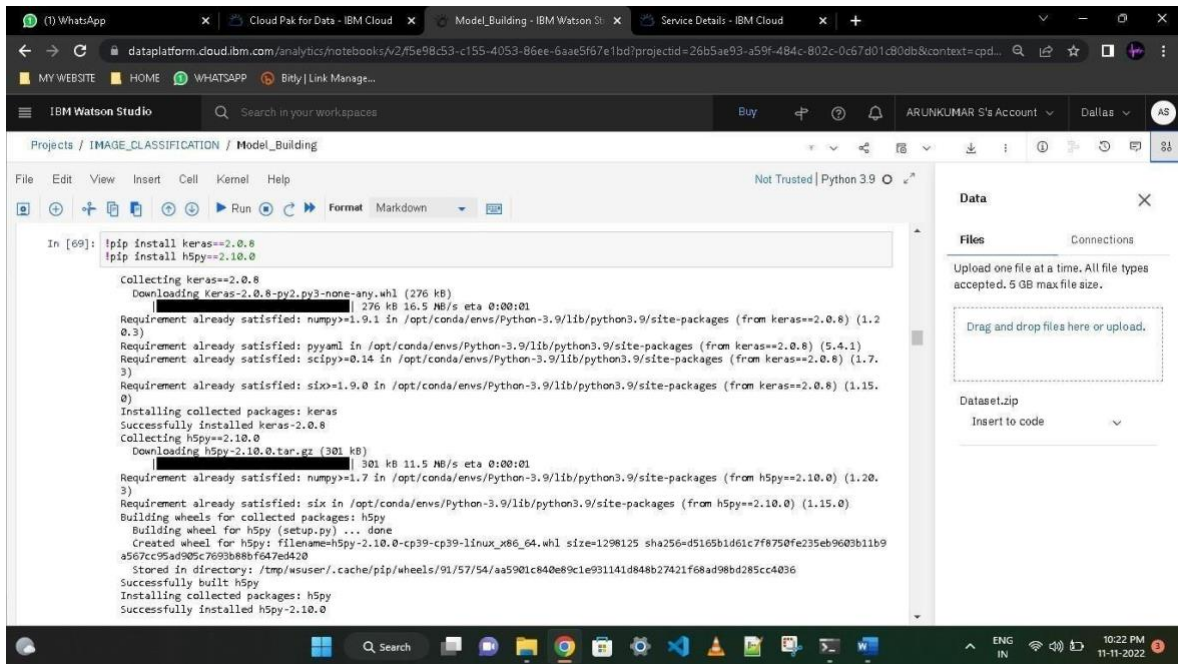 (1) WhatsApp
Cloud Pak for Data - IBM Cloud
Model_Building - IBM Watson St
Service Details - IBM Cloud
dataplatform.cloud.ibm.com/analytics/notebooks/v2/f5e98c53-c155-4053-86ee-6aae5f67e1bd?projectid=26b5ae93-a59f-484c-802c-0c67d01c80db&context=cpd...
MY WEBSITE HOME WHATSAPP Bitly | Link Manage...
IBM Watson Studio Search in your workspaces Buy ARUNKUMAR S's Account Dallas AS
Projects / IMAGE_CLASSIFICATION / Model_Building
File Edit View Insert Cell Kernel Help Not Trusted | Python 3.9
Run Format Markdown
In [69]: !pip install keras==2.0.8
!pip install h5py==2.10.0
Collecting keras==2.0.8
Downloading Keras-2.0.8-py2.py3-none-any.whl (276 kB)
| 276 kB 16.5 MB/s eta 0:00:01
Requirement already satisfied: numpy>=1.9.1 in /opt/conda/envs/Python-3.9/lib/python3.9/site-packages (from keras==2.0.8) (1.2
0.3)
Requirement already satisfied: pyyaml in /opt/conda/envs/Python-3.9/lib/python3.9/site-packages (from keras==2.0.8) (5.4.1)
Requirement already satisfied: scipy>=0.14 in /opt/conda/envs/Python-3.9/lib/python3.9/site-packages (from keras==2.0.8) (1.7.
3)
Requirement already satisfied: six>=1.9.0 in /opt/conda/envs/Python-3.9/lib/python3.9/site-packages (from keras==2.0.8) (1.15.
0)
Installing collected packages: keras
Successfully installed keras-2.0.8
Collecting h5py==2.10.0
Downloading h5py-2.10.0.tar.gz (301 kB)
| 301 kB 11.5 MB/s eta 0:00:01
Requirement already satisfied: numpy>=1.7 in /opt/conda/envs/Python-3.9/lib/python3.9/site-packages (from h5py==2.10.0) (1.20.
3)
Requirement already satisfied: six in /opt/conda/envs/Python-3.9/lib/python3.9/site-packages (from h5py==2.10.0) (1.15.0)
Building wheels for collected packages: h5py
Building wheel for h5py (setup.py) ... done
Created wheel for h5py: filename=h5py-2.10.0-cp39-cp39-linux_x86_64.whl size=1298125 sha256=d5165b1d61c7f8750fe235eb9603b11b9
a567cc95ad905c7693b88bf647ed420
Stored in directory: /tmp/wsuser/.cache/pip/wheels/91/57/54/aa5901c840e89c1e931141d848b27421f68ad98bd285cc4036
Successfully built h5py
Installing collected packages: h5py
Successfully installed h5py-2.10.0
Data
Files Connections
Upload one file at a time. All file types
accepted. 5 GB max file size.
Drag and drop files here or upload.
Dataset.zip
Insert to code
Search
ENG
IN
10:22 PM
11-11-2022
3